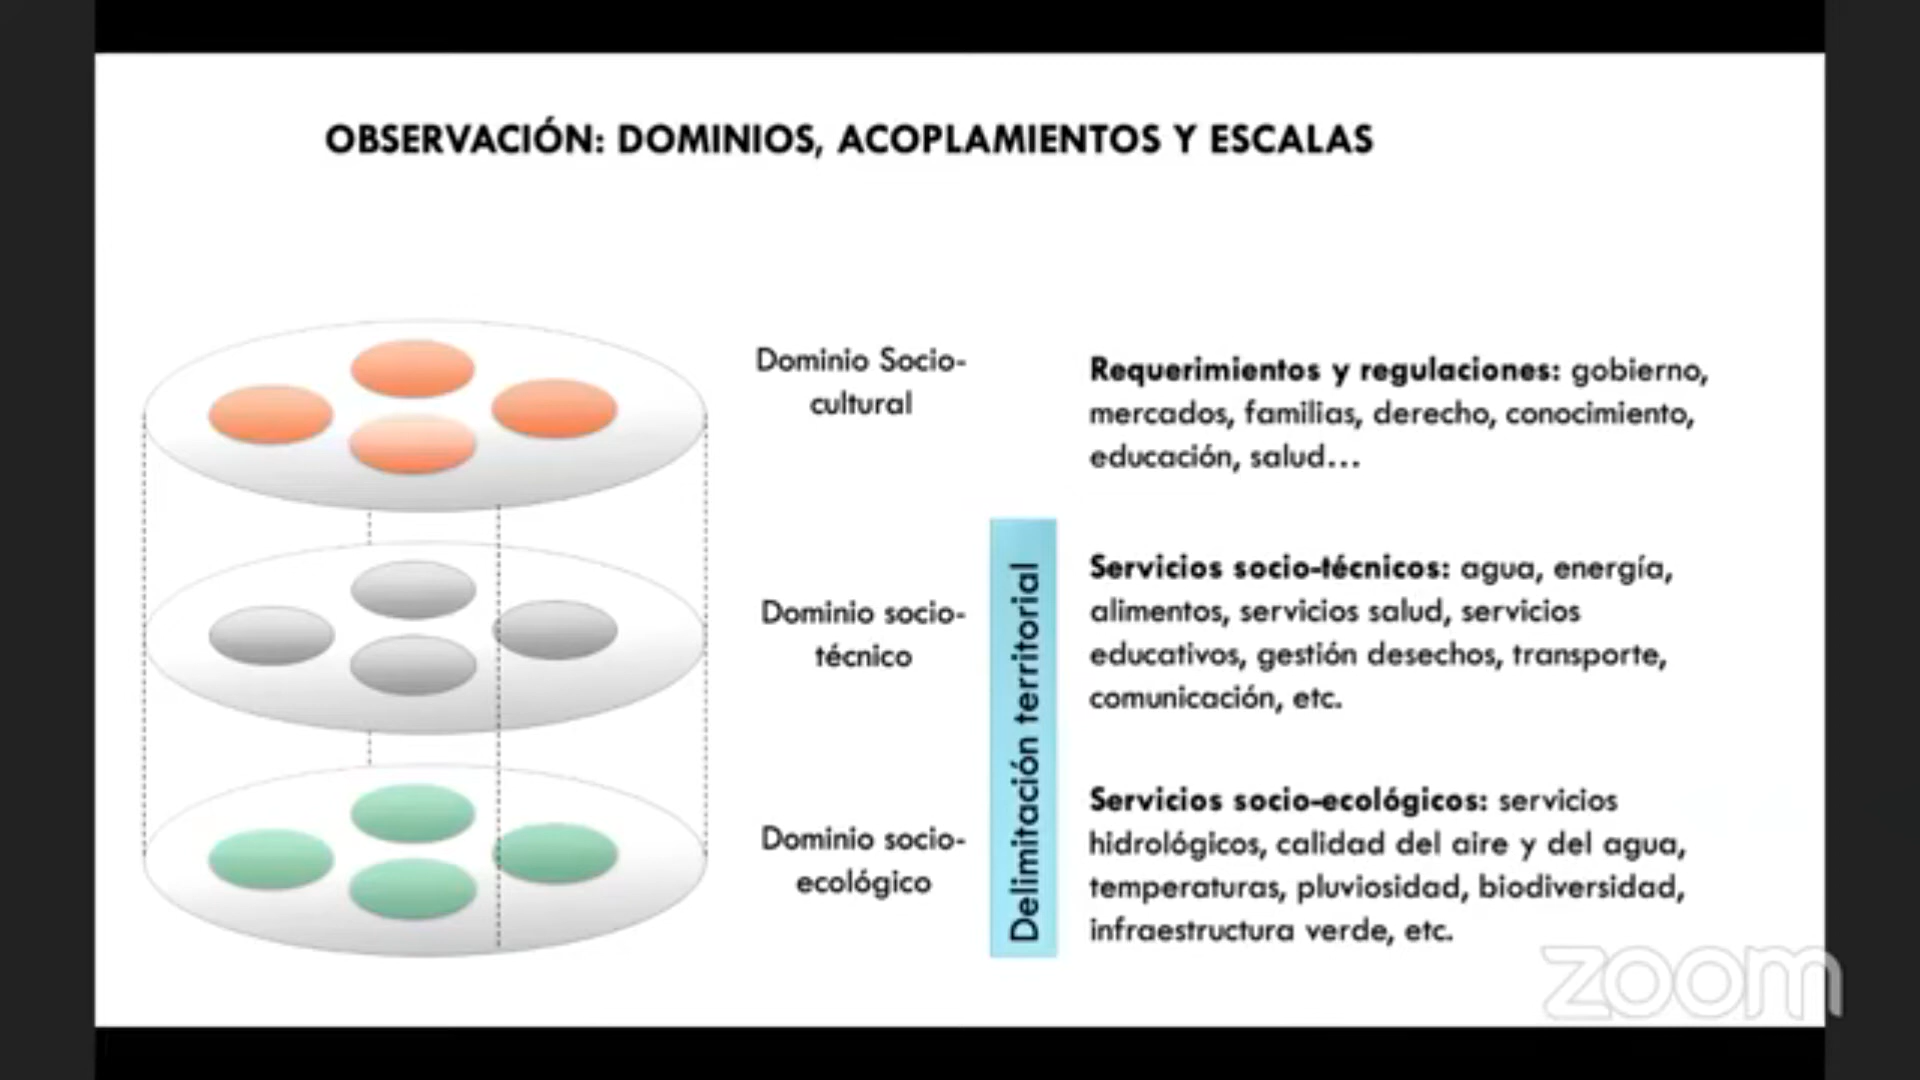 OBSERVACIÓN: DOMINIOS, ACOPLAMIENTOS Y ESCALAS
Dominio Socio-
cultural
Requerimientos y regulaciones: gobierno,
mercados, familias, derecho, conocimiento,
educación, salud...
Dominio socio-
técnico
Delimitación territorial
Servicios socio-técnicos: agua, energía,
alimentos, servicios salud, servicios
educativos, gestión desechos, transporte,
comunicación, etc.
Dominio socio-
ecológico
Servicios socio-ecológicos: servicios
hidrológicos, calidad del aire y del agua,
temperaturas, pluviosidad, biodiversidad,
infraestructura verde, etc.
zoom